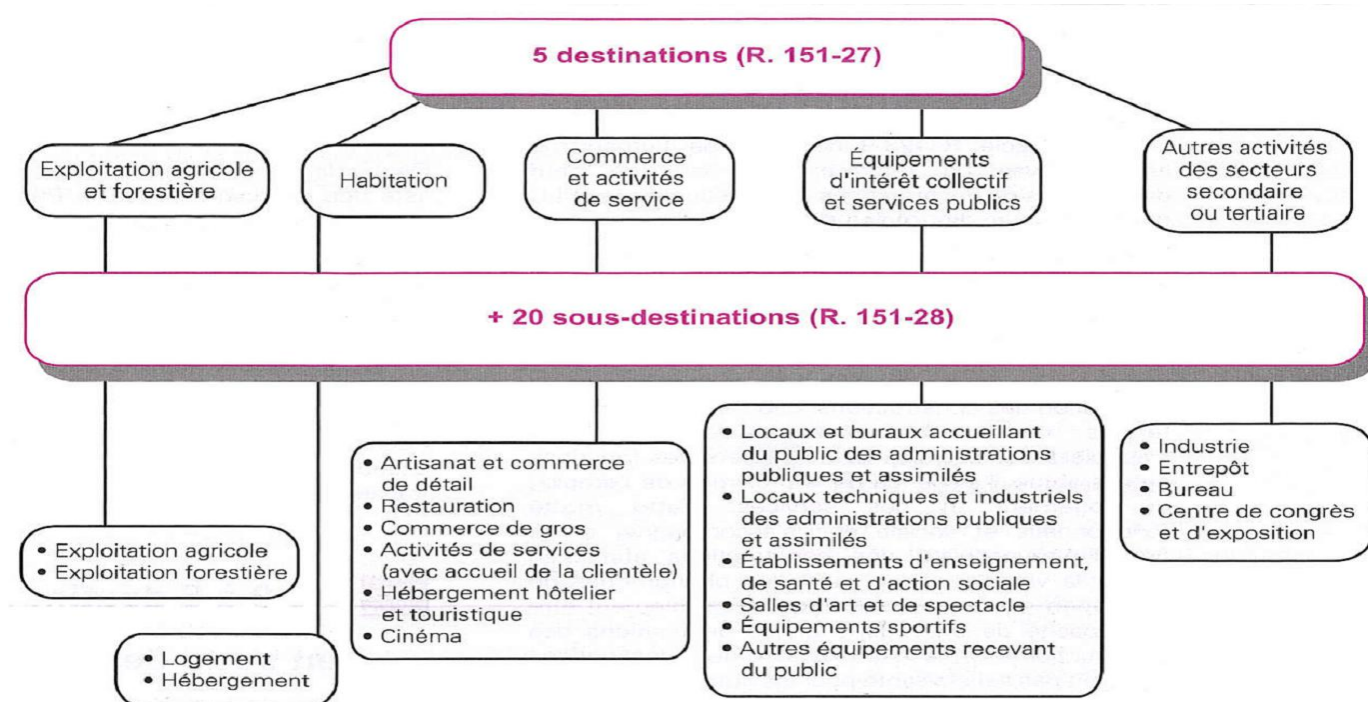 5 destinations (R. 151-27)
Exploitation agricole
et forestière
Habitation
Commerce
et activités
de service
Équipements
d'intérêt collectif
et services publics
Autres activités
des secteurs
secondaire
ou tertiaire
+ 20 sous-destinations (R. 151-28)
• Exploitation agricole
• Exploitation forestière
• Logement
• Hébergement
• Artisanat et commerce
de détail
• Restauration
• Commerce de gros
• Activités de services
(avec accueil de la clientèle)
• Hébergement hôtelier
et touristique
• Cinéma
• Locaux et buraux accueillant
du public des administrations
publiques et assimilés
• Locaux techniques et industriels
des administrations publiques
et assimilés
• Établissements d'enseignement,
de santé et d'action sociale
• Salles d'art et de spectacle
• Équipements sportifs
• Autres équipements recevant
du public
• Industrie
• Entrepôt
• Bureau
• Centre de congrès
et d'exposition